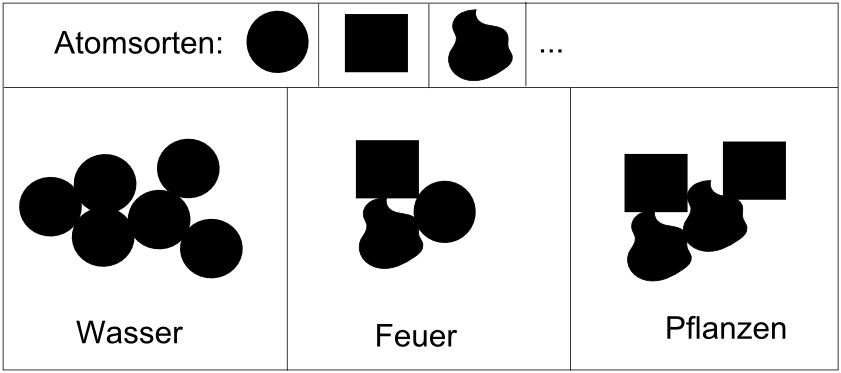 Atomsorten:
...
Wasser
Feuer
Pflanzen